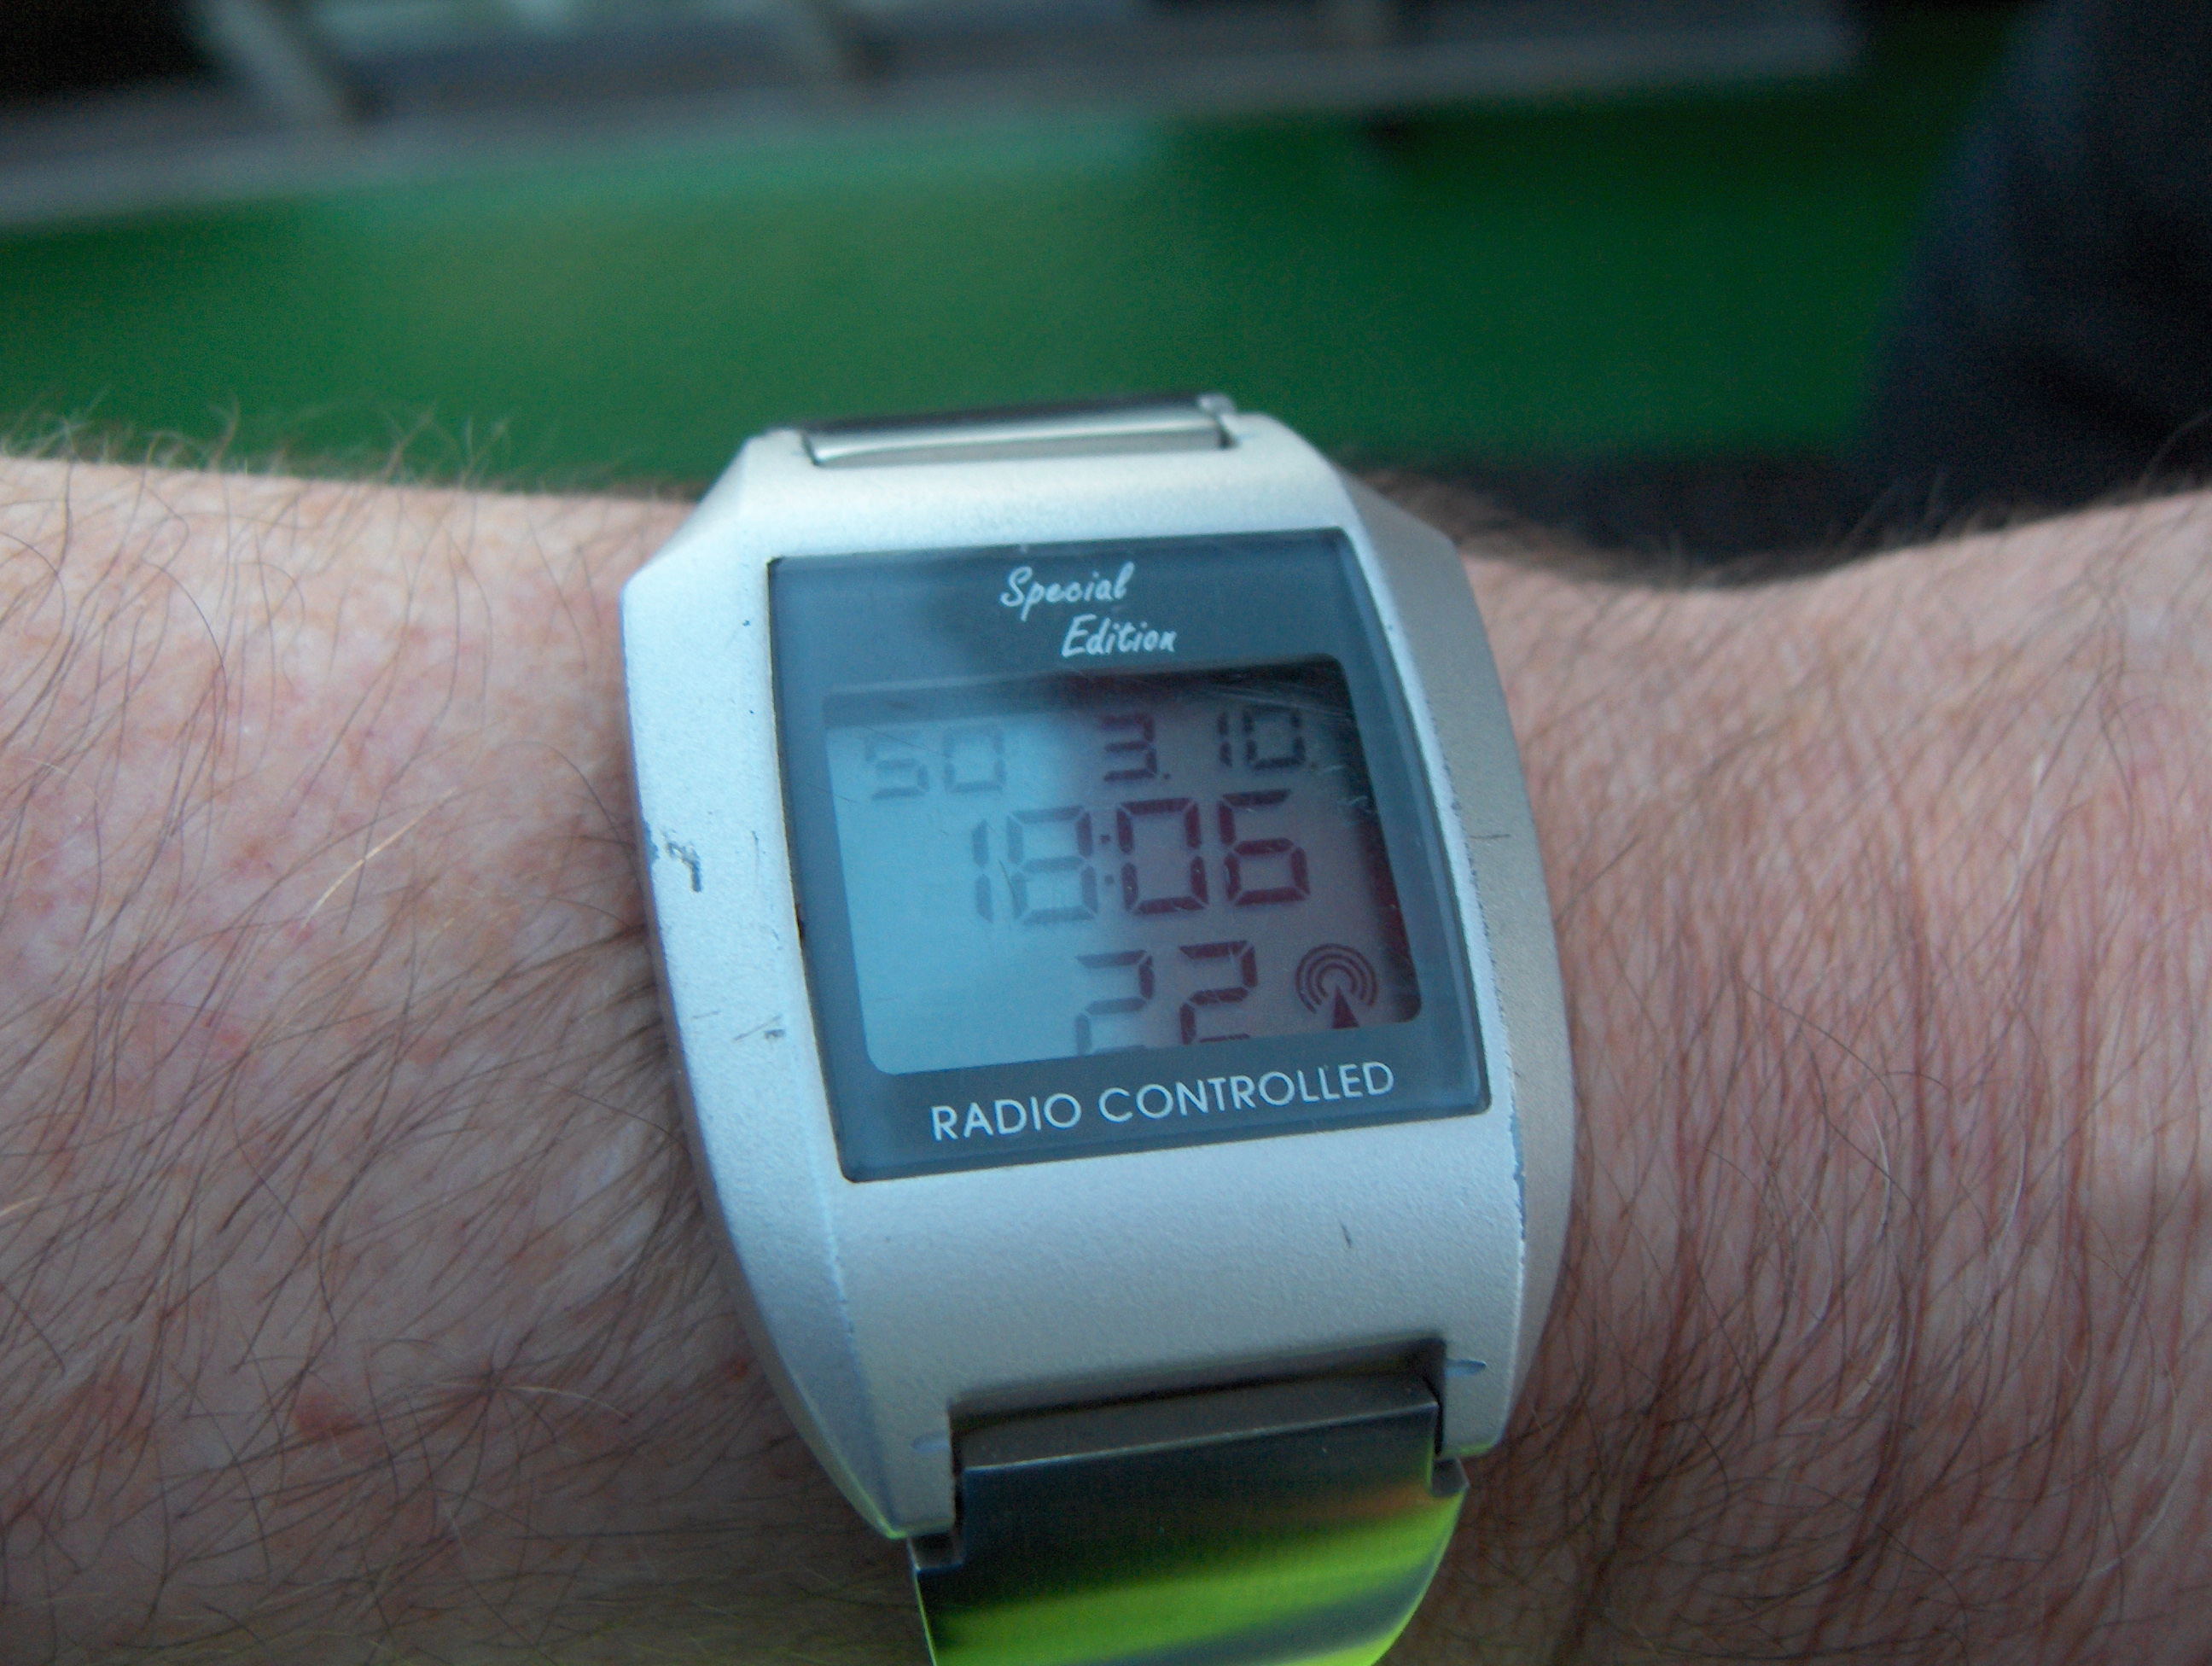 Special
Edition
SO 3. 10.
18:06
22
RADIO CONTROLLED